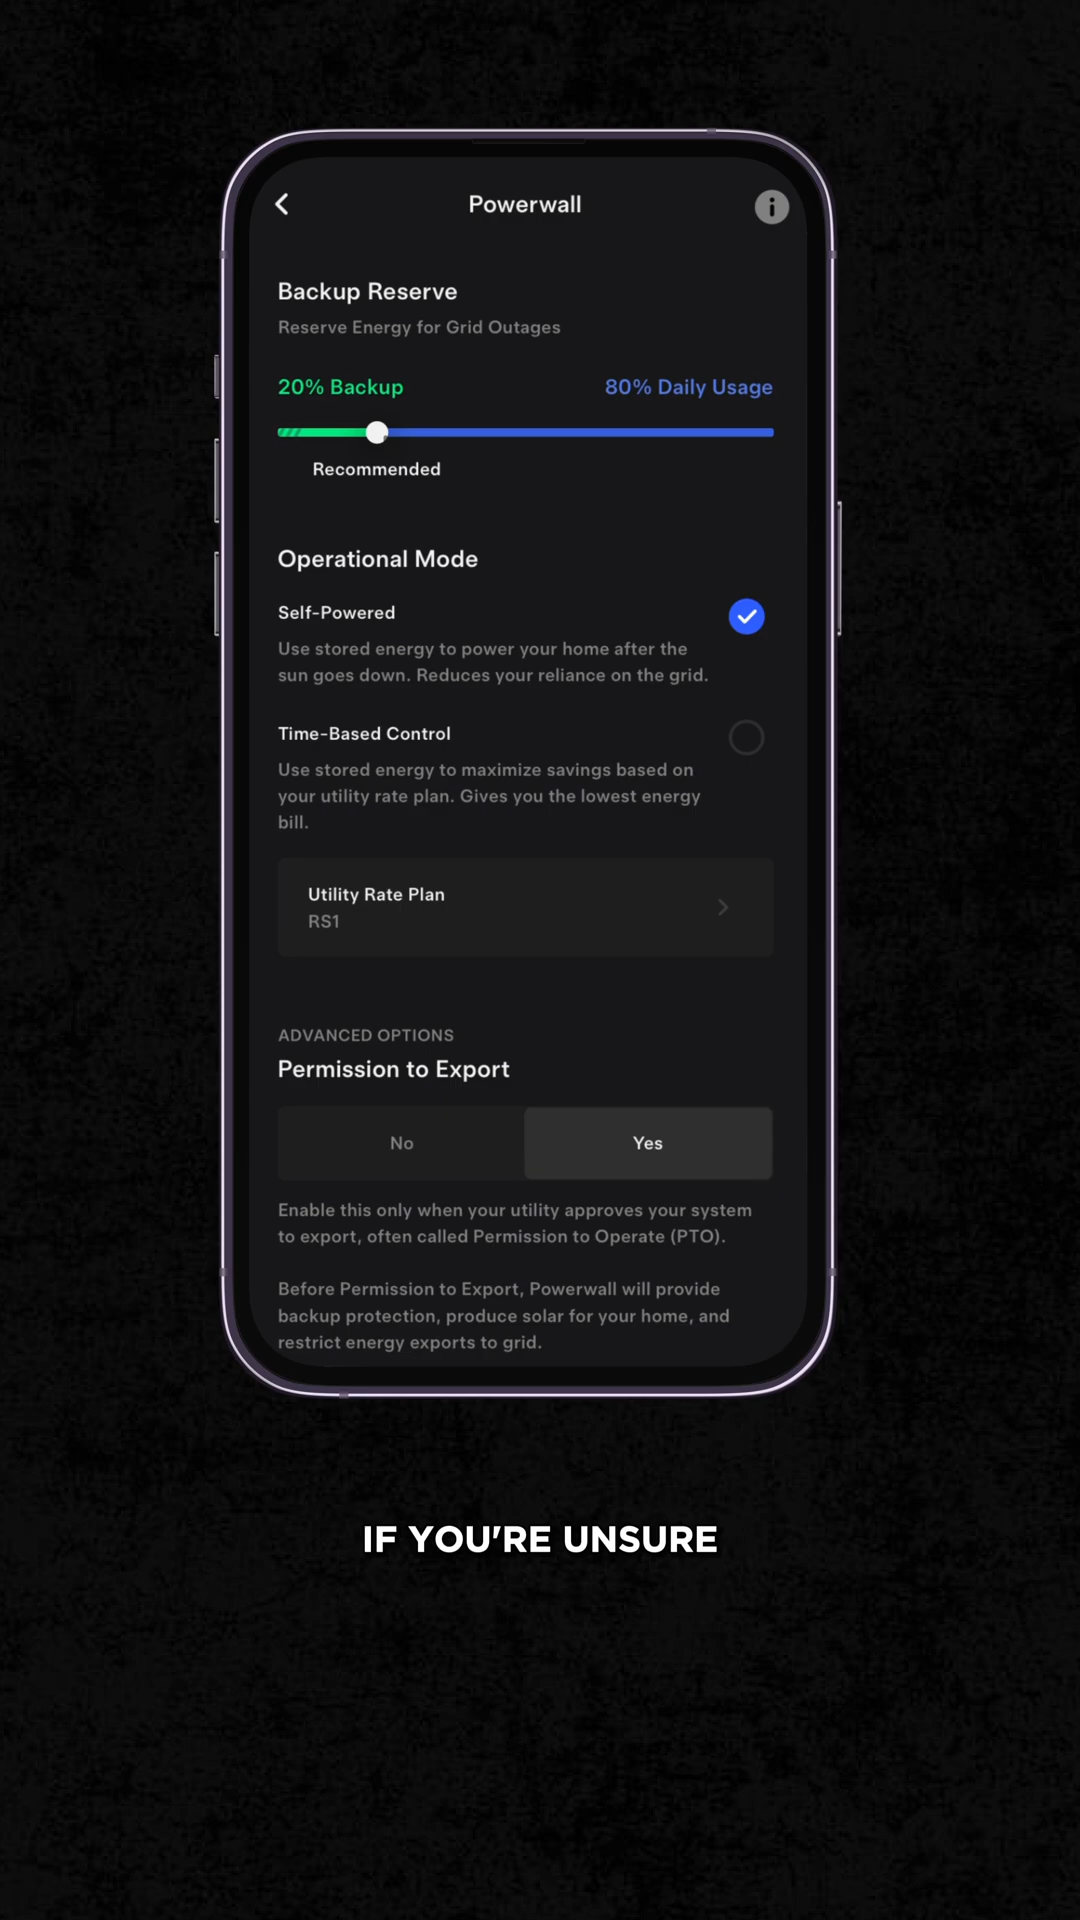 Powerwall
Backup Reserve
Reserve Energy for Grid Outages
20% Backup
80% Daily Usage
Recommended
Operational Mode
Self-Powered
Use stored energy to power your home after the
sun goes down. Reduces your reliance on the grid.
Time-Based Control
Use stored energy to maximize savings based on
your utility rate plan. Gives you the lowest energy
bill.
Utility Rate Plan
RS1
ADVANCED OPTIONS
Permission to Export
No
Yes
Enable this only when your utility approves your system
to export, often called Permission to Operate (PTO).
Before Permission to Export, Powerwall will provide
backup protection, produce solar for your home, and
restrict energy exports to grid.
IF YOU'RE UNSURE